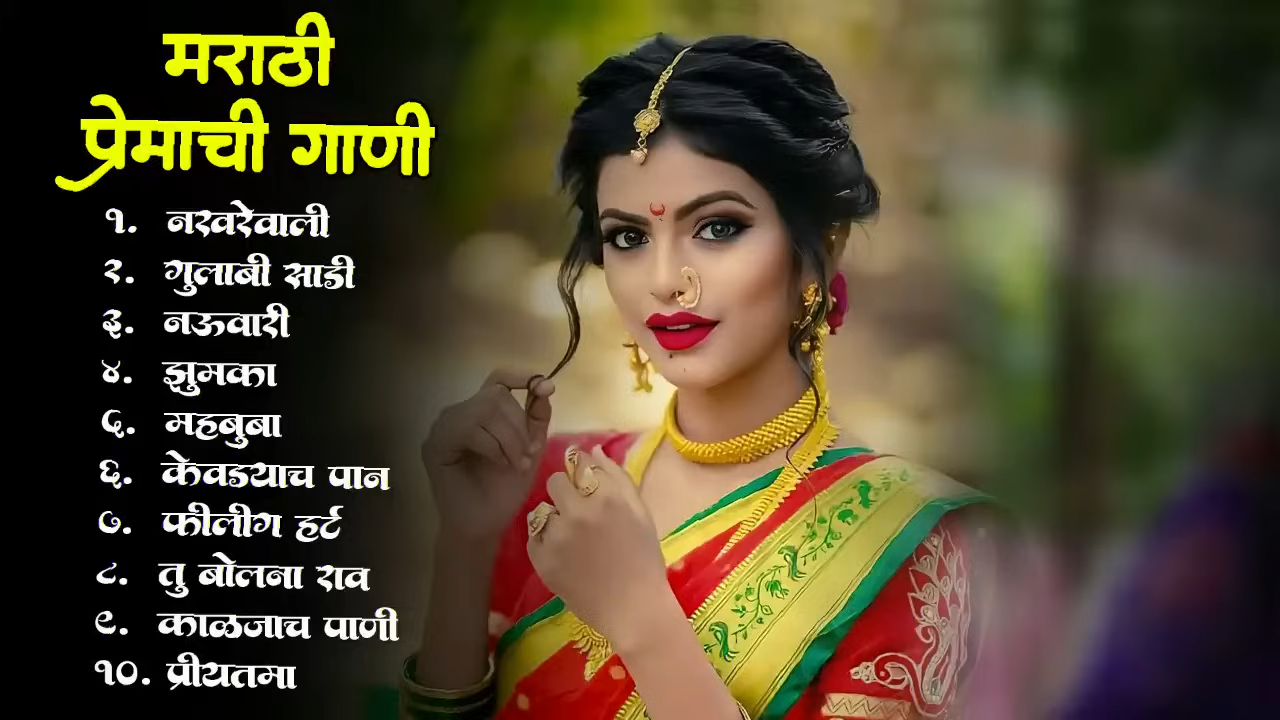 मराठी
प्रेमाची गाणी
१. नखरेवाली
२. गुलाबी साडी
३. नऊवारी
४. झुमका
५. महबुबा
६. केवडयाच पान
७. फीलीग हर्ट
८. तु बोलना राव
९. काळजाच पाणी
१०. प्रीयतमा